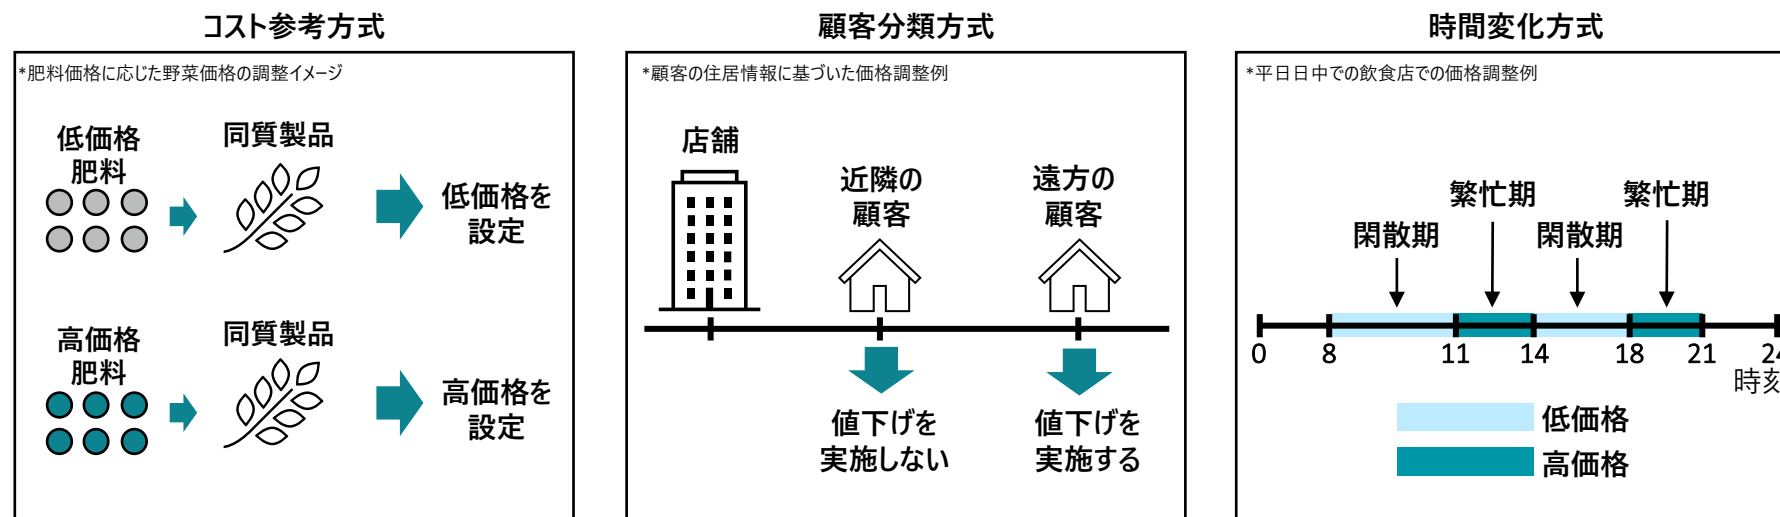 コスト参考方式
*肥料価格に応じた野菜価格の調整イメージ
低価格
肥料
同質製品
低価格を
設定
高価格
肥料
同質製品
高価格を
設定
顧客分類方式
*顧客の住居情報に基づいた価格調整例
店舗
近隣の
顧客
遠方の
顧客
値下げを
実施しない
値下げを
実施する
時間変化方式
*平日日中での飲食店での価格調整例
閑散期
繁忙期
閑散期
繁忙期
0 8 11 14 18 21 24
時刻
低価格
高価格